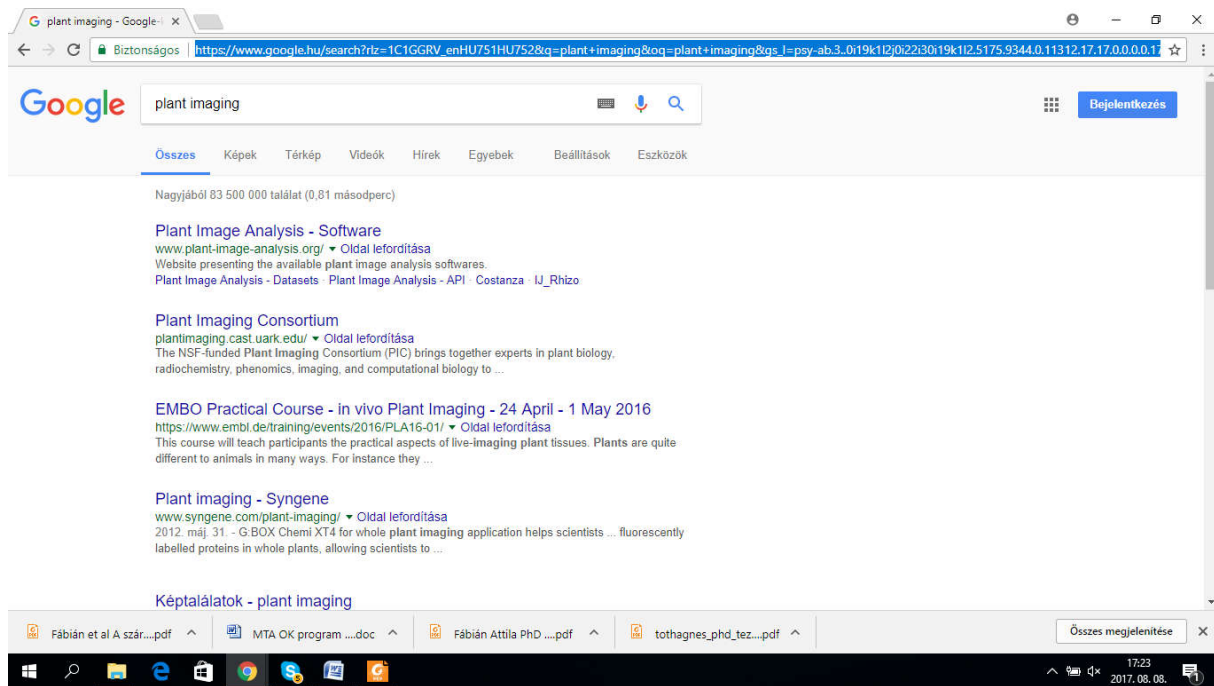 plant imaging - Google-
Biztonságos
https://www.google.hu/search?rlz=1C1GGRV_enHU751HU752&q=plant+imaging&oq=plant+imaging&gs_l=psy-ab.3..0i19k1l2j0i22i30i19k1l2.5175.9344.0.11312.17.17.0.0.0.0.17
Google
plant imaging
Bejelentkezés
Összes Képek Térkép Videók Hírek Egyebek Beállítások Eszközök
Nagyjából 83 500 000 találat (0,81 másodperc)
Plant Image Analysis - Software
www.plant-image-analysis.org/ ▾ Oldal lefordítása
Website presenting the available plant image analysis softwares.
Plant Image Analysis - Datasets · Plant Image Analysis - API · Costanza · IJ_Rhizo
Plant Imaging Consortium
plantimaging.cast.uark.edu/ ▾ Oldal lefordítása
The NSF-funded Plant Imaging Consortium (PIC) brings together experts in plant biology,
radiochemistry, phenomics, imaging, and computational biology to ...
EMBO Practical Course - in vivo Plant Imaging - 24 April - 1 May 2016
https://www.embl.de/training/events/2016/PLA16-01/ ▾ Oldal lefordítása
This course will teach participants the practical aspects of live-imaging plant tissues. Plants are quite
different to animals in many ways. For instance they ...
Plant imaging - Syngene
www.syngene.com/plant-imaging/ ▾ Oldal lefordítása
2012. máj. 31. - G:BOX Chemi XT4 for whole plant imaging application helps scientists ... fluorescently
labelled proteins in whole plants, allowing scientists to ...
Képtalálatok - plant imaging
Fábián et al A szár....pdf
MTA OK program ....doc
Fábián Attila PhD ....pdf
tothagnes_phd_tez....pdf
Összes megjelenítése
17:23
2017. 08. 08.